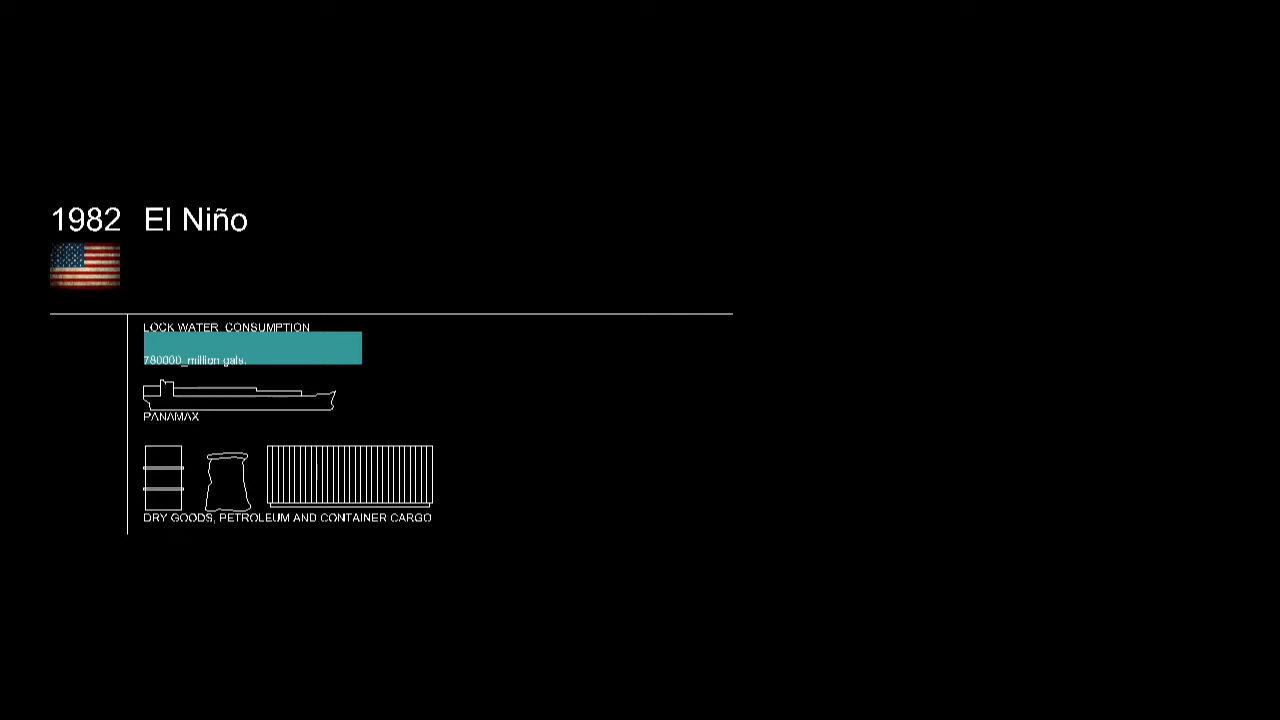 1982 El Niño
LOCK WATER CONSUMPTION
780000_million gals.
PANAMAX
DRY GOODS, PETROLEUM AND CONTAINER CARGO